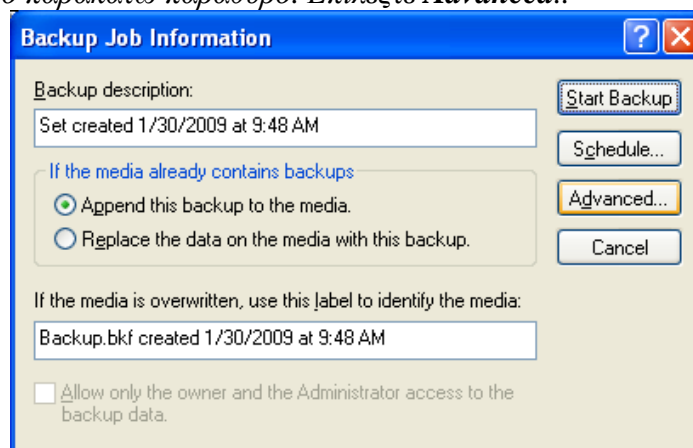 παράθυρο. Επιλέξτε Advanced..
Backup Job Information
Backup description:
Set created 1/30/2009 at 9:48 AM
If the media already contains backups
Append this backup to the media.
Replace the data on the media with this backup.
If the media is overwritten, use this label to identify the media:
Backup.bkf created 1/30/2009 at 9:48 AM
Allow only the owner and the Administrator access to the
backup data.
Start Backup
Schedule...
Advanced...
Cancel